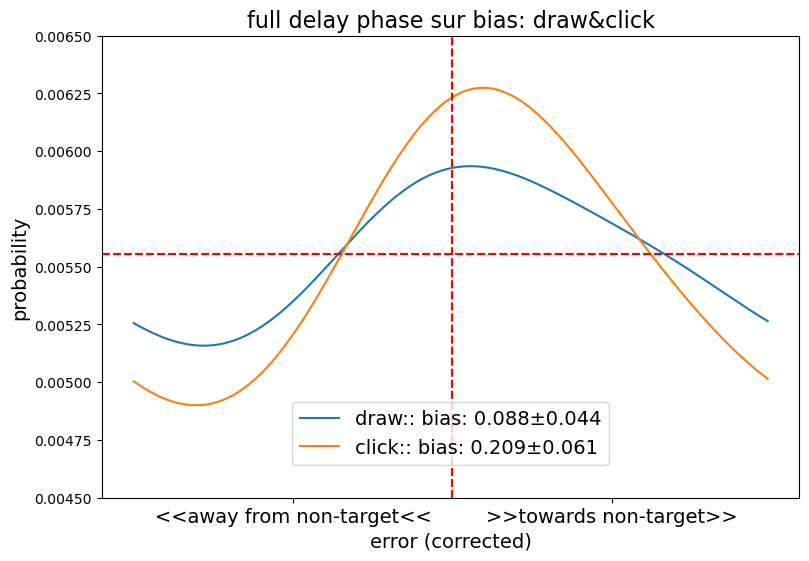 full delay phase sur bias: draw&click
0.00650
0.00625
0.00600
0.00575
0.00550
0.00525
0.00500
0.00475
0.00450
probability
draw:: bias: 0.088±0.044
click:: bias: 0.209±0.061
<<away from non-target<<
>>towards non-target>>
error (corrected)